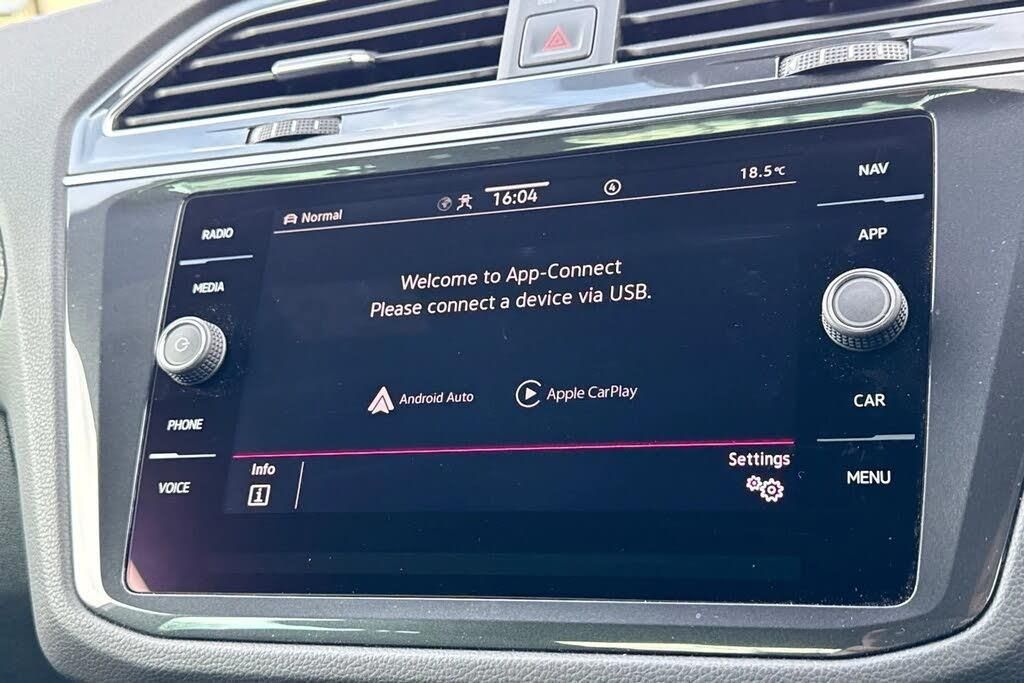 RADIO
MEDIA
PHONE
VOICE
Normal
16:04
4
18.5°C
Welcome to App-Connect
Please connect a device via USB.
Android Auto
Apple CarPlay
Info
i
Settings
NAV
APP
CAR
MENU